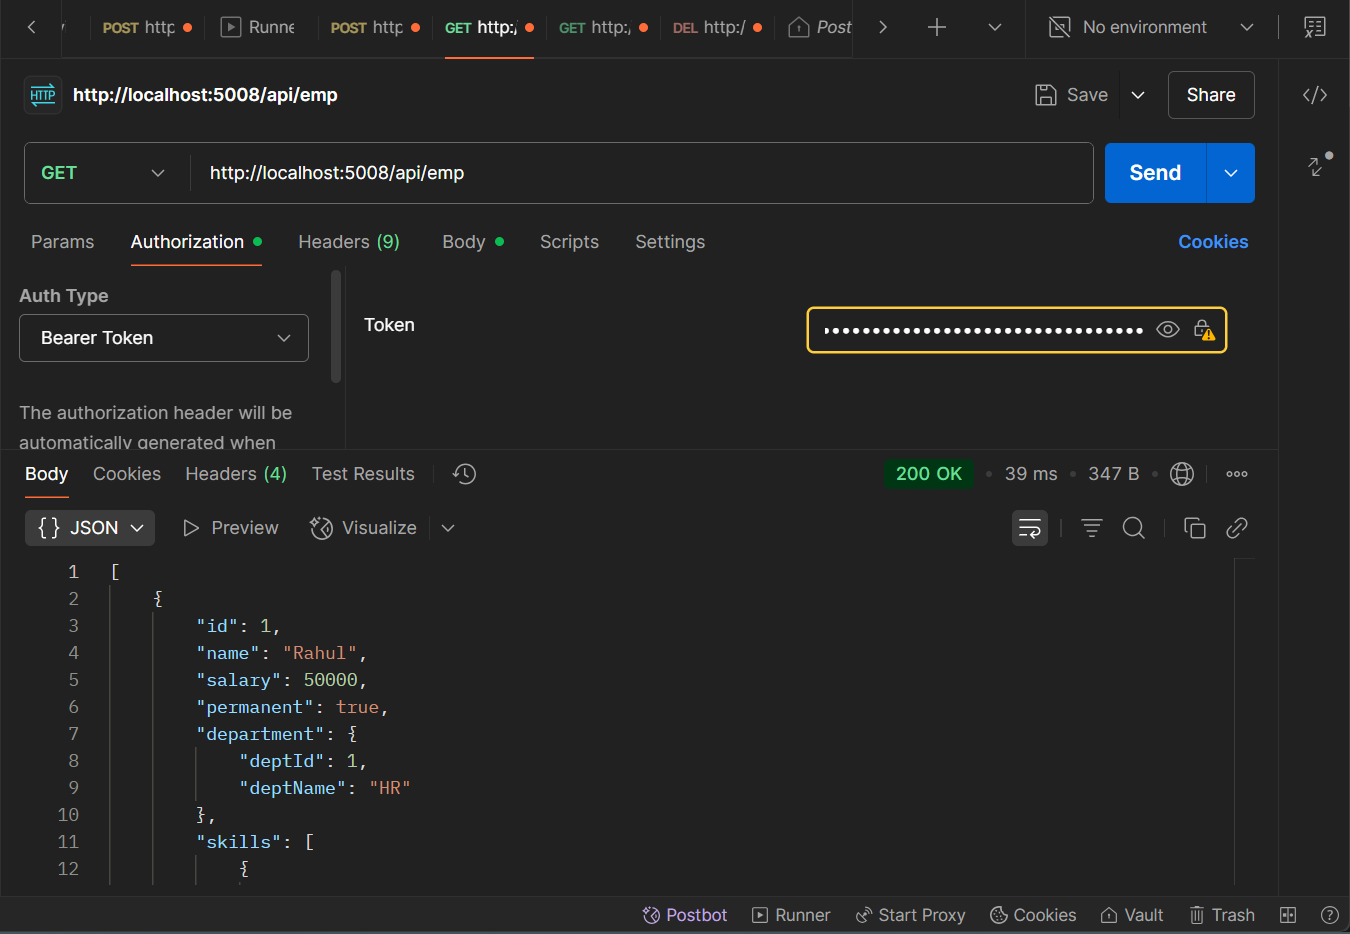 POST http
Runne
POST http
GET http:/
GET http:/
DEL http:/
Post
No environment
HTTP
http://localhost:5008/api/emp
Save
Share
GET
http://localhost:5008/api/emp
Send
Params
Authorization
Headers (9)
Body
Scripts
Settings
Cookies
Auth Type
Bearer Token
Token
The authorization header will be
automatically generated when
Body
Cookies
Headers (4)
Test Results
200 OK
39 ms
347 B
{} JSON
Preview
Visualize
1 [
2 {
3 "id": 1,
4 "name": "Rahul",
5 "salary": 50000,
6 "permanent": true,
7 "department": {
8 "deptId": 1,
9 "deptName": "HR"
10 },
11 "skills": [
12 {
Postbot
Runner
Start Proxy
Cookies
Vault
Trash